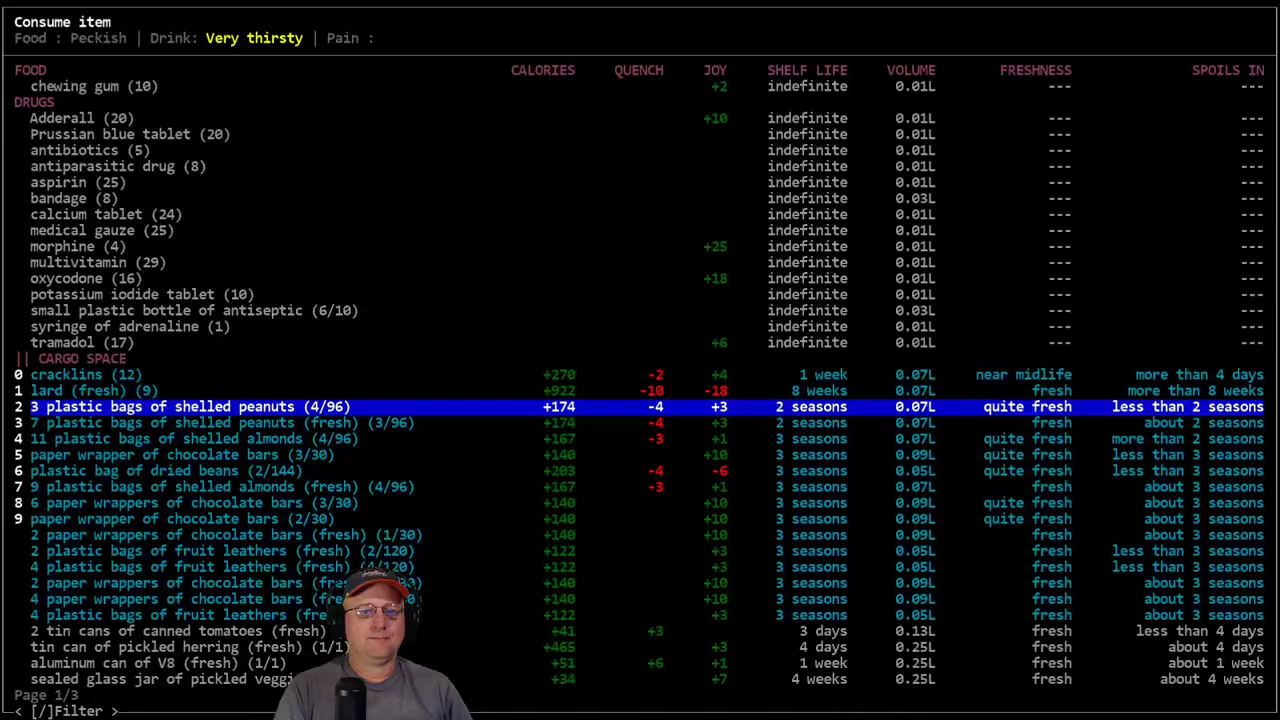 Consume item
Food : Peckish | Drink: Very thirsty | Pain :
FOOD CALORIES QUENCH JOY SHELF LIFE VOLUME FRESHNESS SPOILS IN
chewing gum (10) +2 indefinite 0.01L --- ---
DRUGS
Adderall (20) +10 indefinite 0.01L --- ---
Prussian blue tablet (20) indefinite 0.01L --- ---
antibiotics (5) indefinite 0.01L --- ---
antiparasitic drug (8) indefinite 0.01L --- ---
aspirin (25) indefinite 0.01L --- ---
bandage (8) indefinite 0.03L --- ---
calcium tablet (24) indefinite 0.01L --- ---
medical gauze (25) indefinite 0.01L --- ---
morphine (4) +25 indefinite 0.01L --- ---
multivitamin (29) indefinite 0.01L --- ---
oxycodone (16) +18 indefinite 0.01L --- ---
potassium iodide tablet (10) indefinite 0.01L --- ---
small plastic bottle of antiseptic (6/10) indefinite 0.03L --- ---
syringe of adrenaline (1) indefinite 0.01L --- ---
tramadol (17) +6 indefinite 0.01L --- ---
|| CARGO SPACE
0 cracklins (12) +270 -2 +4 1 week 0.07L near midlife more than 4 days
1 lard (fresh) (9) +922 -10 -18 8 weeks 0.07L fresh more than 8 weeks
2 3 plastic bags of shelled peanuts (4/96) +174 -4 +3 2 seasons 0.07L quite fresh less than 2 seasons
3 7 plastic bags of shelled peanuts (fresh) (3/96) +174 -4 +3 2 seasons 0.07L fresh about 2 seasons
4 11 plastic bags of shelled almonds (4/96) +167 -3 +1 3 seasons 0.07L quite fresh more than 2 seasons
5 paper wrapper of chocolate bars (3/30) +140 +10 3 seasons 0.09L quite fresh less than 3 seasons
6 plastic bag of dried beans (2/144) +203 -4 -6 3 seasons 0.05L quite fresh less than 3 seasons
7 9 plastic bags of shelled almonds (fresh) (4/96) +167 -3 +1 3 seasons 0.07L fresh about 3 seasons
8 6 paper wrappers of chocolate bars (3/30) +140 +10 3 seasons 0.09L quite fresh about 3 seasons
9 paper wrapper of chocolate bars (2/30) +140 +10 3 seasons 0.09L quite fresh about 3 seasons
2 paper wrappers of chocolate bars (fresh) (1/30) +140 +10 3 seasons 0.09L fresh about 3 seasons
2 plastic bags of fruit leathers (fresh) (2/120) +122 +3 3 seasons 0.05L fresh less than 3 seasons
4 plastic bags of fruit leathers (fresh) /120) +122 +3 3 seasons 0.05L fresh less than 3 seasons
2 paper wrappers of chocolate bars +140 +10 3 seasons 0.09L fresh about 3 seasons
4 paper wrappers of chocolate bars +140 +10 3 seasons 0.09L fresh about 3 seasons
4 plastic bags of fruit leathers +122 +3 3 seasons 0.05L fresh about 3 seasons
2 tin cans of canned tomatoes (fresh) +41 +3 3 days 0.13L fresh less than 4 days
tin can of pickled herring (fresh) (1/1) +465 +3 4 days 0.25L fresh about 4 days
aluminum can of V8 (fresh) (1/1) +51 +6 +1 1 week 0.25L fresh about 1 week
sealed glass jar of pickled +34 +7 4 weeks 0.25L fresh about 4 weeks
Page 1/3
< [/]Filter >